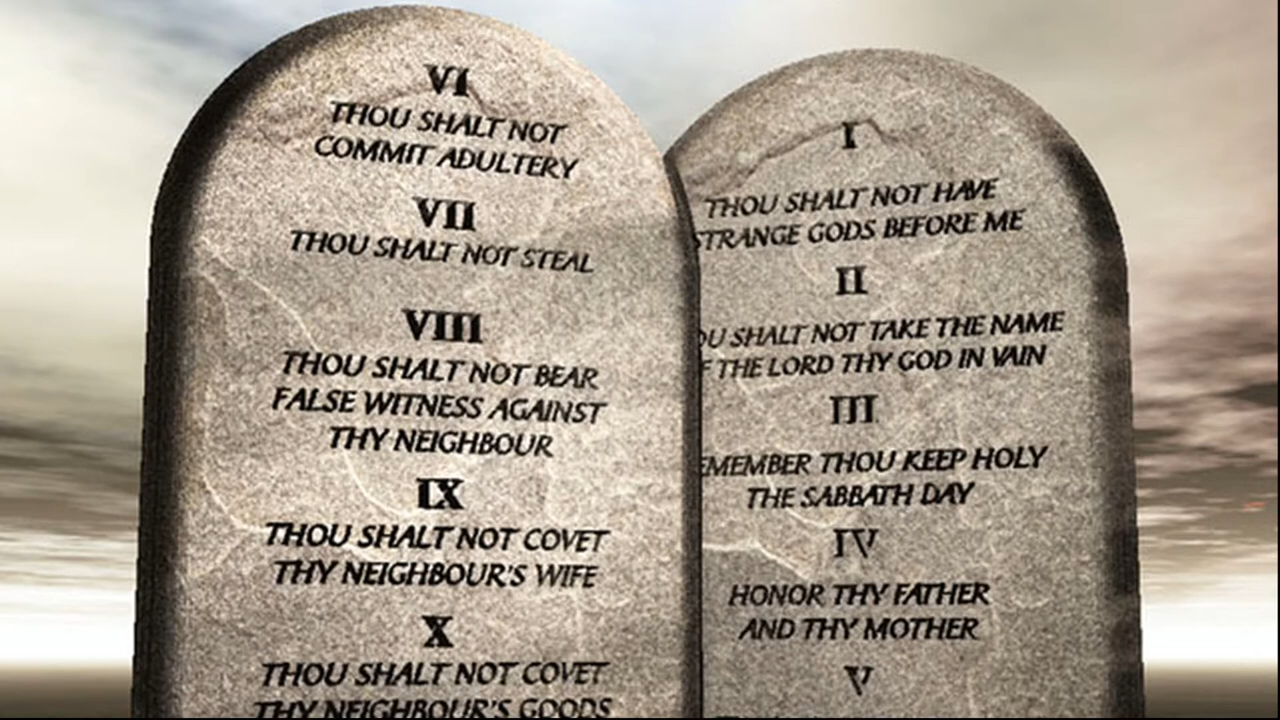 VI
THOU SHALT NOT
COMMIT ADULTERY
VII
THOU SHALT NOT STEAL
VIII
THOU SHALT NOT BEAR
FALSE WITNESS AGAINST
THY NEIGHBOUR
IX
THOU SHALT NOT COVET
THY NEIGHBOUR'S WIFE
X
THOU SHALT NOT COVET
THY NEIGHBOUR'S GOODS
I
THOU SHALT NOT HAVE
STRANGE GODS BEFORE ME
II
SHALT NOT TAKE THE NAME
THE LORD THY GOD IN VAIN
III
THOU KEEP HOLY
THE SABBATH DAY
IV
HONOR THY FATHER
AND THY MOTHER
V